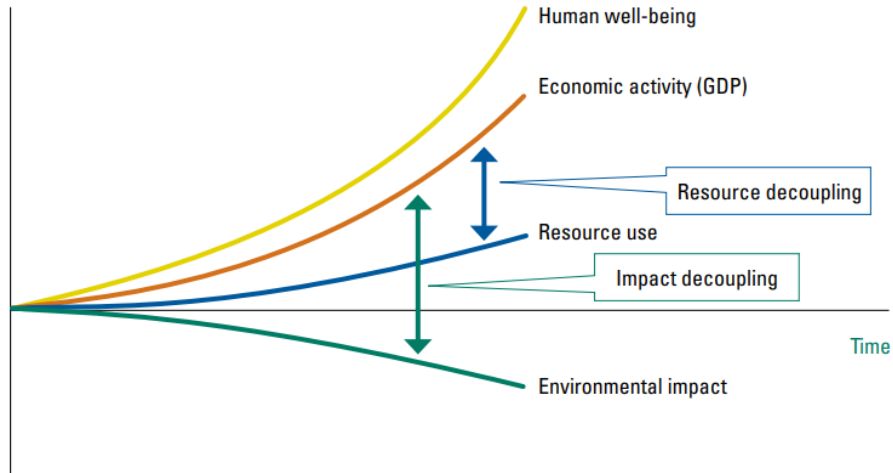 Human well-being
Economic activity (GDP)
Resource decoupling
Resource use
Impact decoupling
Time
Environmental impact